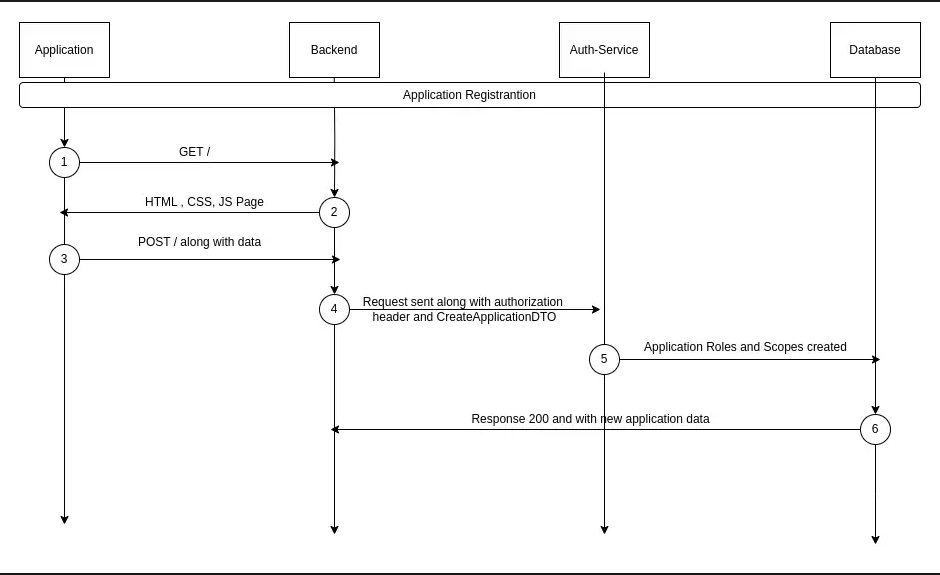 Application
Backend
Auth-Service
Database
Application Registrantion
GET /
1
HTML , CSS, JS Page
2
POST / along with data
3
Request sent along with authorization
header and CreateApplicationDTO
4
Application Roles and Scopes created
5
Response 200 and with new application data
6